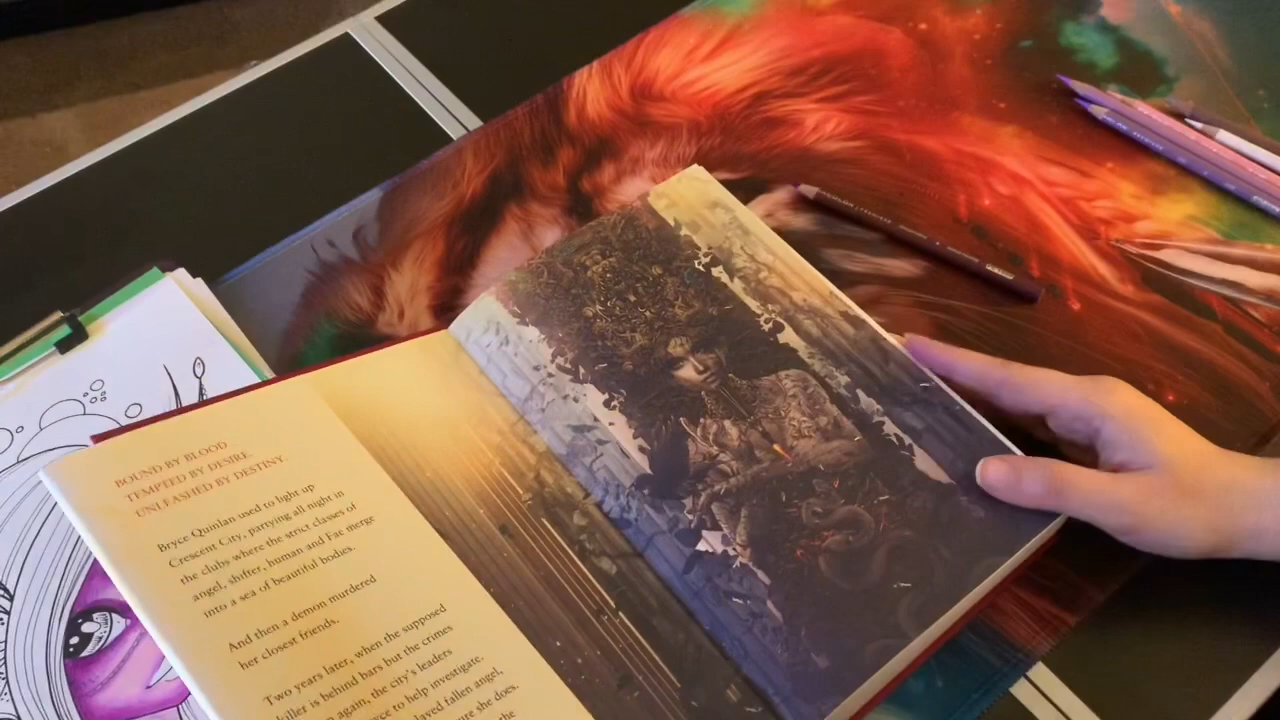 BOUND BY BLOOD
TEMPTED BY DESIRE
UNLEASHED BY DESTINY.
Bryce Quinlan used to light up
Crescent City, partying all night in
the clubs where the strict classes of
angel, shifter, human and Fae merge
into a sea of beautiful bodies.
And then a demon murdered
her closest friends.
Two years later, when the supposed
killer is behind bars but the crimes
again, the city's leaders
to help investigate.
fallen angel,
she does.
the